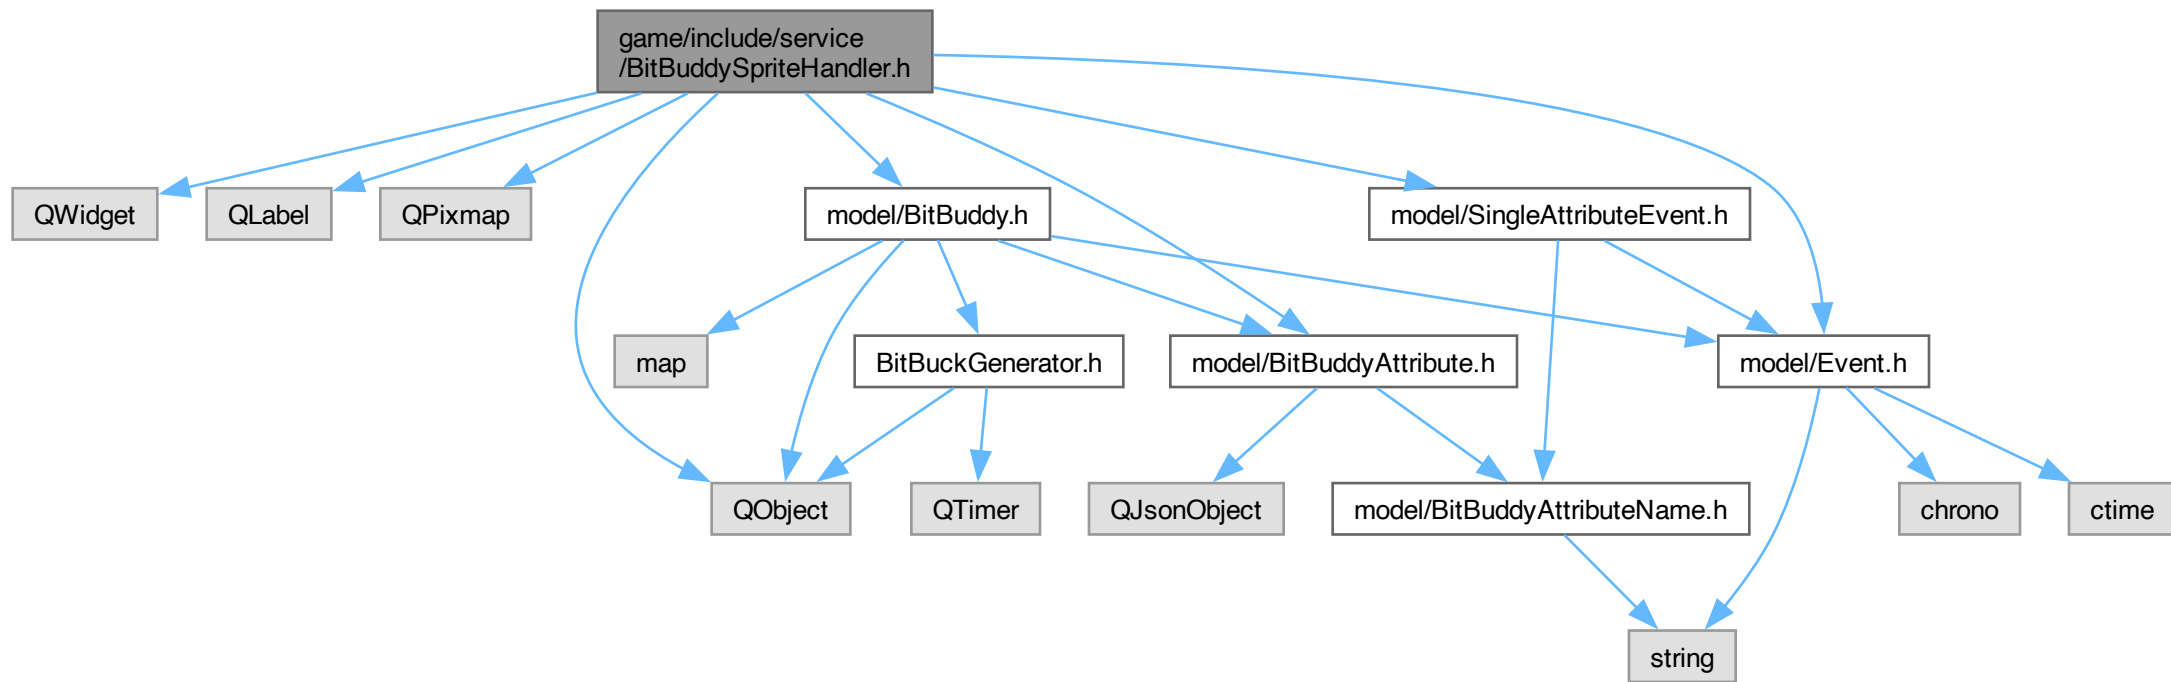 game/include/service
/BitBuddySpriteHandler.h
QWidget
QLabel
QPixmap
model/BitBuddy.h
model/SingleAttributeEvent.h
map
BitBuckGenerator.h
model/BitBuddyAttribute.h
model/Event.h
QObject
QTimer
QJsonObject
model/BitBuddyAttributeName.h
chrono
ctime
string